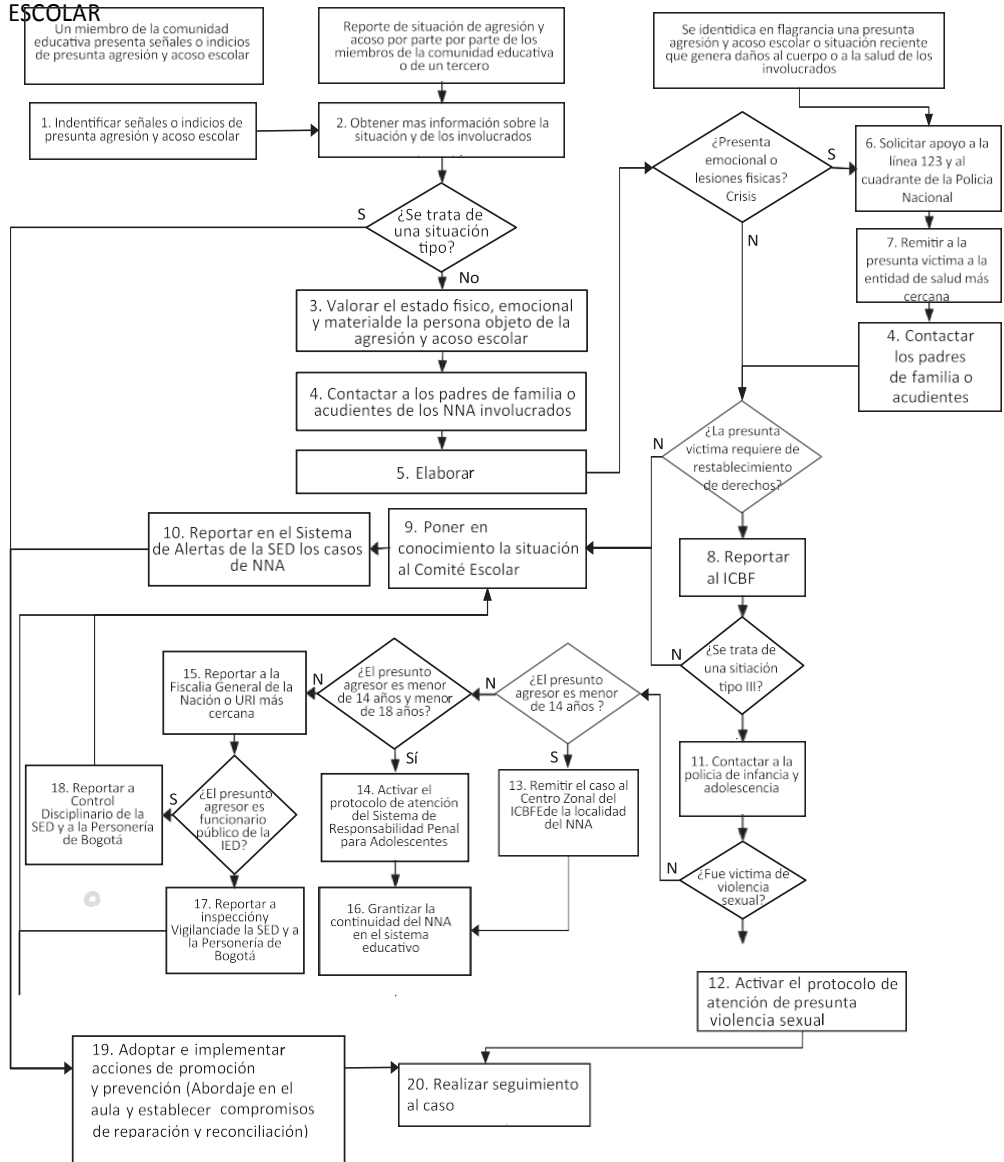 ESCOLAR
Un miembro de la comunidad
educativa presenta señales o indicios
de presunta agresión y acoso escolar
Reporte de situación de agresión y
acoso por parte por parte de los
miembros de la comunidad educativa
o de un tercero
Se identidica en flagrancia una presunta
agresión y acoso escolar o situación reciente
que genera daños al cuerpo o a la salud de los
involucrados
1. Indentificar señales o indicios de
presunta agresión y acoso escolar
2. Obtener mas información sobre la
situación y de los involucrados
¿Presenta
emocional o
lesiones fisicas?
Crisis
S
6. Solicitar apoyo a la
línea 123 y al
cuadrante de la Policia
Nacional
S
¿Se trata de
una situación
tipo?
No
N
7. Remitir a la
presunta victima a la
entidad de salud más
cercana
3. Valorar el estado fisico, emocional
y materialde la persona objeto de la
agresión y acoso escolar
4. Contactar
los padres
de familia o
acudientes
4. Contactar a los padres de familia o
acudientes de los NNA involucrados
5. Elaborar
N
¿La presunta
victima requiere de
restablecimiento
de derechos?
10. Reportar en el Sistema
de Alertas de la SED los casos
de NNA
9. Poner en
conocimiento la situación
al Comité Escolar
8. Reportar
al ICBF
N
¿Se trata de
una sitiación
tipo III?
15. Reportar a la
Fiscalia General de la
Nación o URI más
cercana
N
¿El presunto
agresor es menor
de 14 años y menor
de 18 años?
N
¿El presunto
agresor es menor
de 14 años ?
Sí
S
11. Contactar a la
policia de infancia y
adolescencia
18. Reportar a
Control
Disciplinario de la
SED y a la Personería
de Bogotá
S
¿El presunto
agresor es
funcionario
público de la
IED?
14. Activar el
protocolo de atención
del Sistema de
Responsabilidad Penal
para Adolescentes
13. Remitir el caso al
Centro Zonal del
ICBFEde la localidad
del NNA
N
¿Fue victima de
violencia
sexual?
17. Reportar a
inspeccióny
Vigilanciade la SED y a
la Personería de
Bogotá
16. Grantizar la
continuidad del NNA
en el sistema
educativo
12. Activar el protocolo de
atención de presunta
violencia sexual
19. Adoptar e implementar
acciones de promoción
y prevención (Abordaje en el
aula y establecer compromisos
de reparación y reconciliación)
20. Realizar seguimiento
al caso